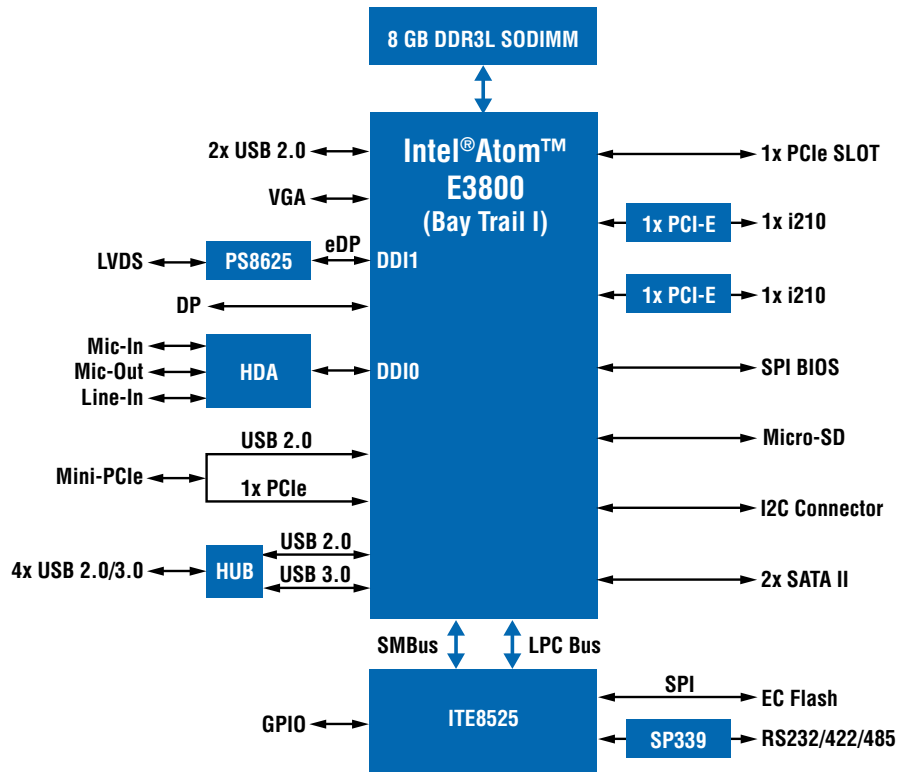 8 GB DDR3L SODIMM
Intel®Atom™
E3800
(Bay Trail I)
2x USB 2.0
VGA
LVDS
PS8625
eDP
DDI1
DP
Mic-In
Mic-Out
Line-In
HDA
DDI0
Mini-PCIe
USB 2.0
1x PCIe
4x USB 2.0/3.0
HUB
USB 2.0
USB 3.0
1x PCIe SLOT
1x PCI-E
1x i210
1x PCI-E
1x i210
SPI BIOS
Micro-SD
I2C Connector
2x SATA II
SMBus
LPC Bus
GPIO
ITE8525
SPI
EC Flash
SP339
RS232/422/485